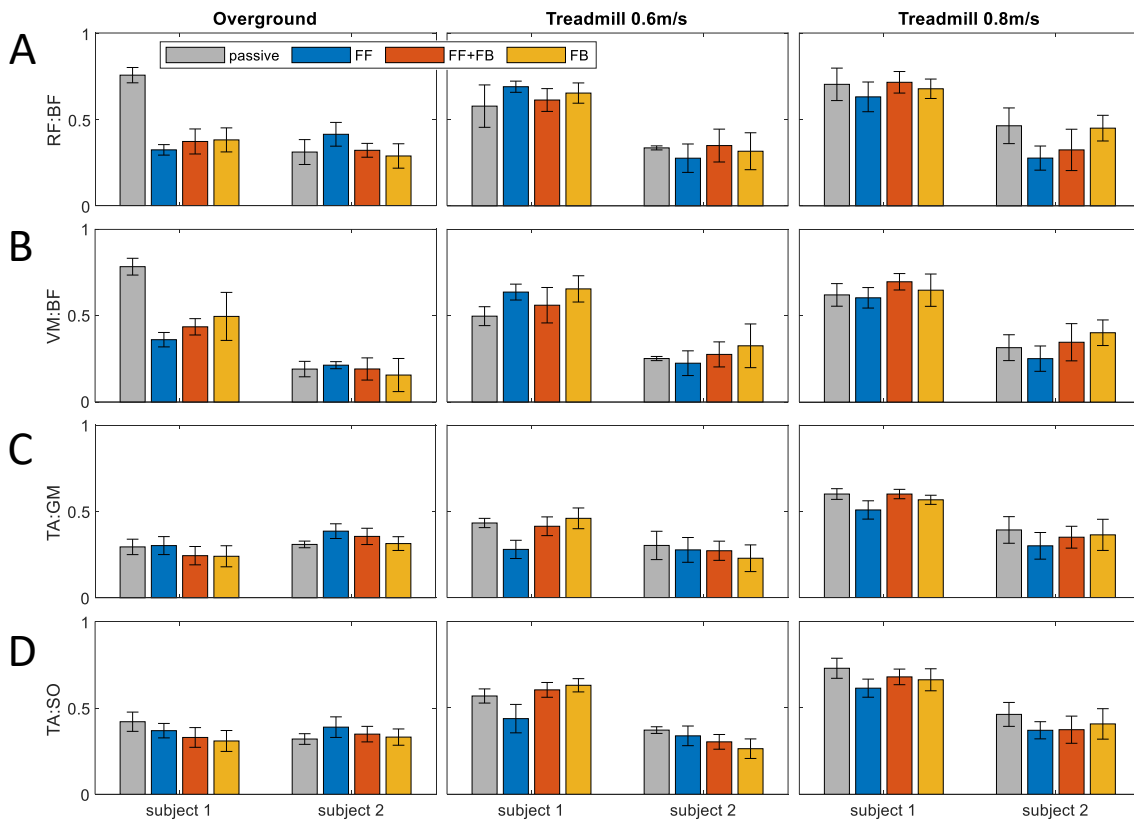 Overground Treadmill 0.6m/s Treadmill 0.8m/s
A
passive FF FF+FB FB
RF:BF
1
0.5
0
B
VM:BF
1
0.5
0
C
TA:GM
1
0.5
0
D
TA:SO
1
0.5
0
subject 1 subject 2 subject 1 subject 2 subject 1 subject 2